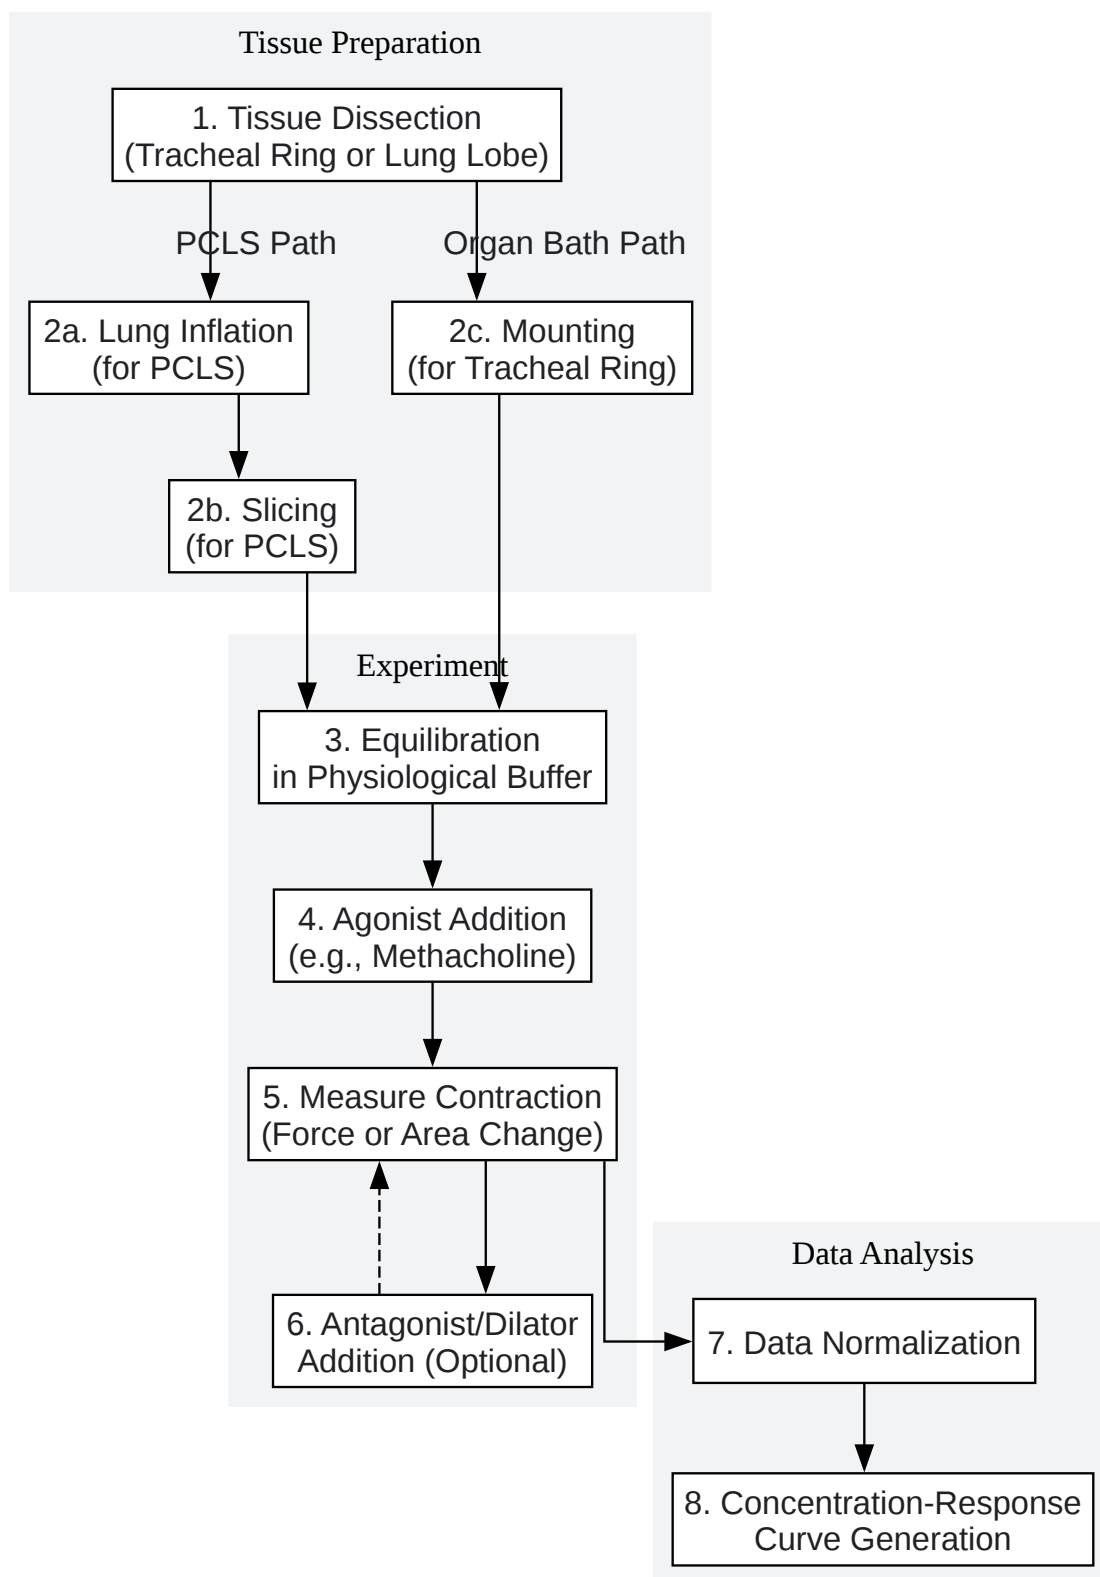 Tissue Preparation
1. Tissue Dissection
(Tracheal Ring or Lung Lobe)
PCLS Path
Organ Bath Path
2a. Lung Inflation
(for PCLS)
2c. Mounting
(for Tracheal Ring)
2b. Slicing
(for PCLS)
Experiment
3. Equilibration
in Physiological Buffer
4. Agonist Addition
(e.g., Methacholine)
5. Measure Contraction
(Force or Area Change)
6. Antagonist/Dilator
Addition (Optional)
Data Analysis
7. Data Normalization
8. Concentration-Response
Curve Generation